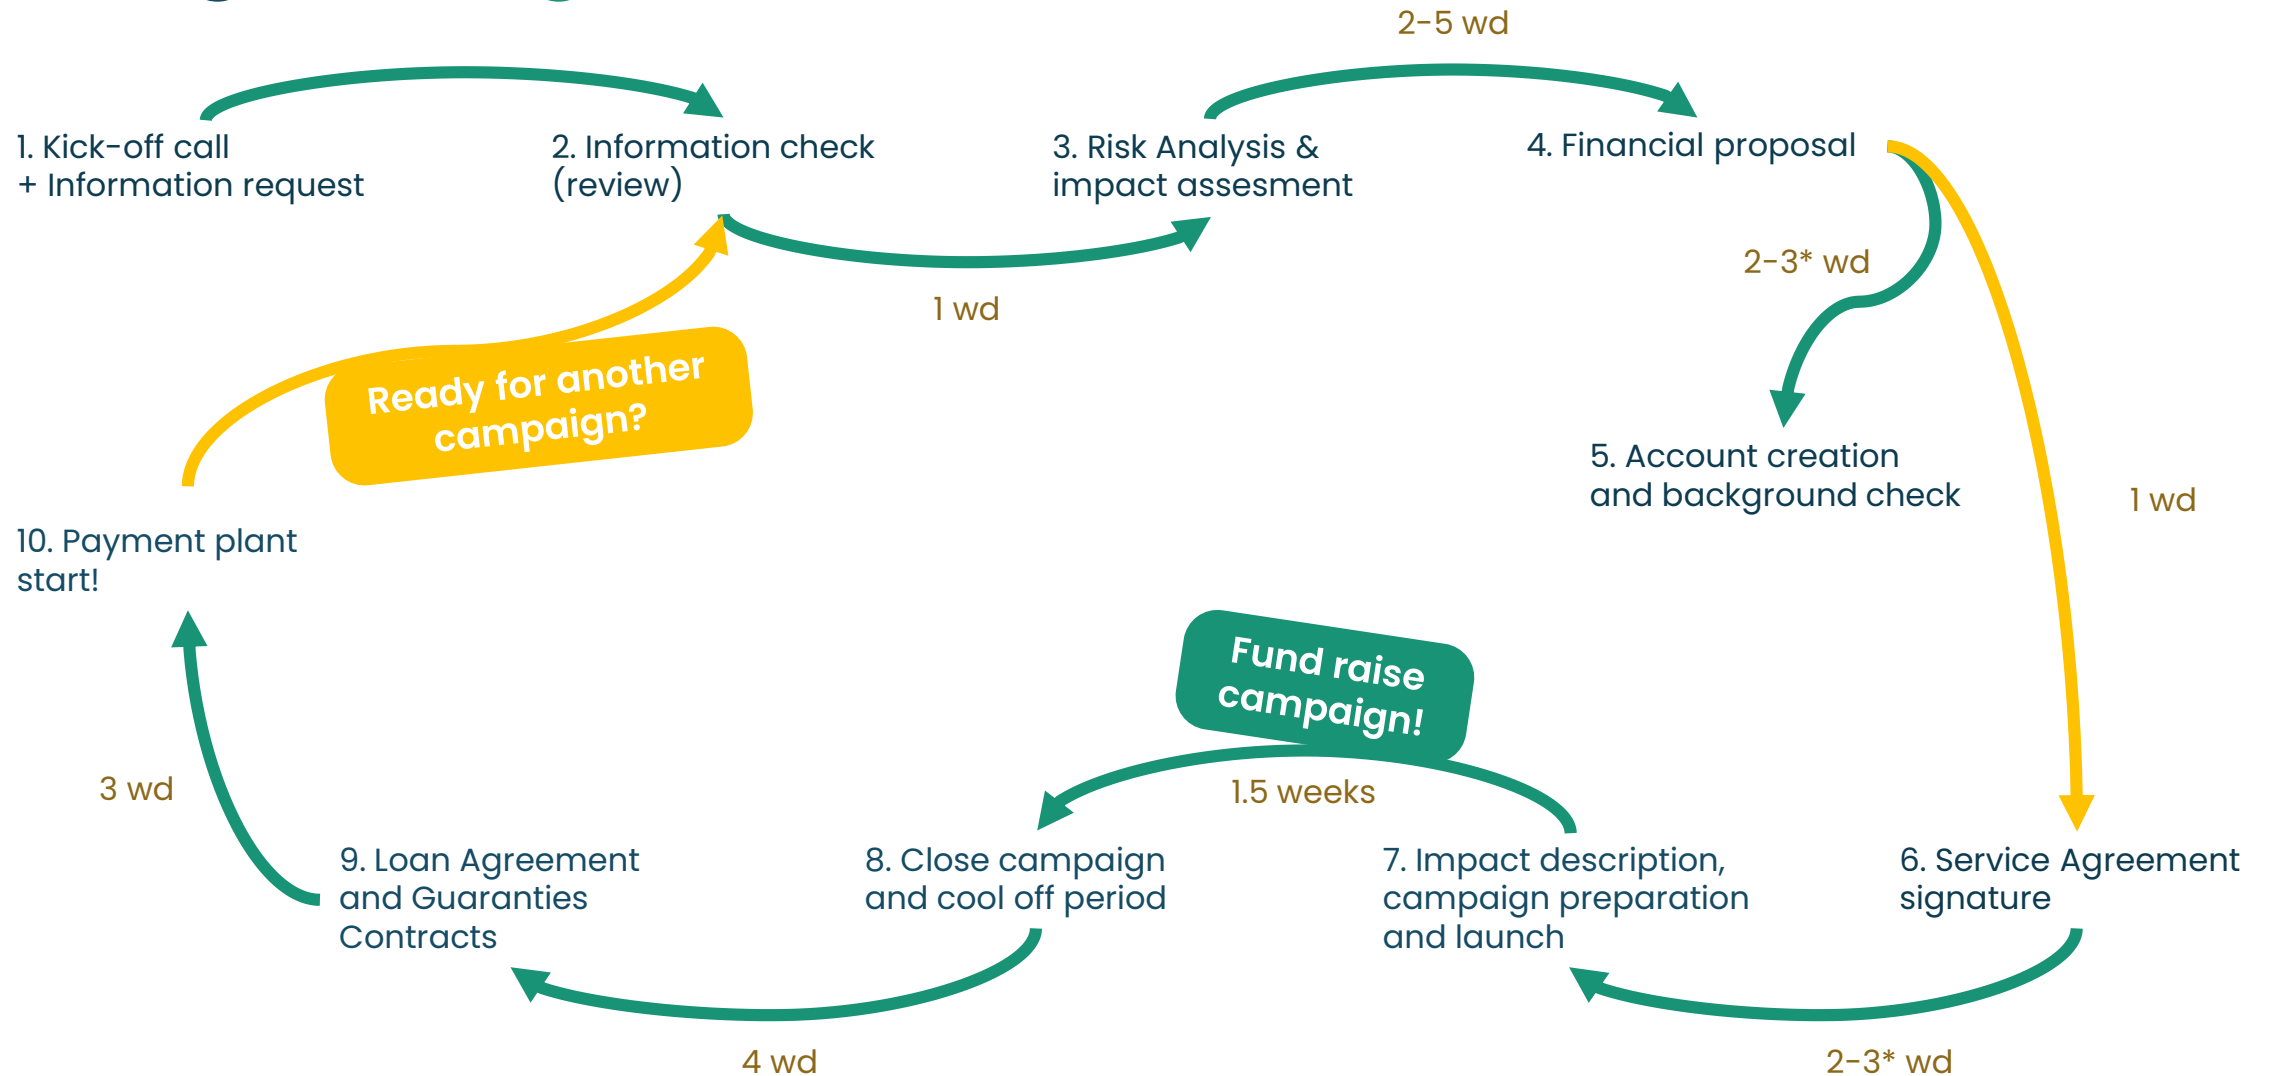 2-5 wd
1. Kick-off call
+ Information request
2. Information check
(review)
3. Risk Analysis &
impact assesment
4. Financial proposal
2-3* wd
1 wd
Ready for another
campaign?
5. Account creation
and background check
1 wd
10. Payment plant
start!
Fund raise
campaign!
3 wd
1.5 weeks
9. Loan Agreement
and Guaranties
Contracts
8. Close campaign
and cool off period
7. Impact description,
campaign preparation
and launch
6. Service Agreement
signature
4 wd
2-3* wd